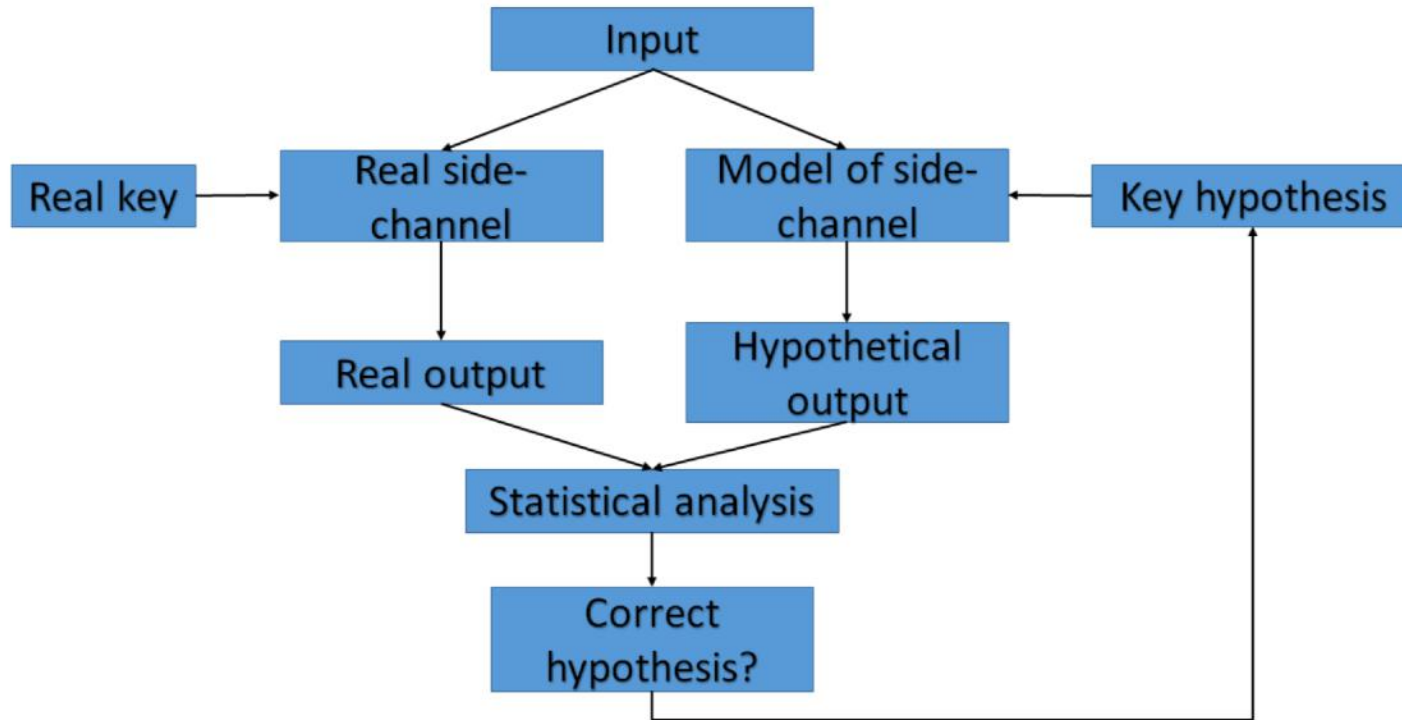 Input
Real key
Real side-
channel
Model of side-
channel
Key hypothesis
Real output
Hypothetical
output
Statistical analysis
Correct
hypothesis?